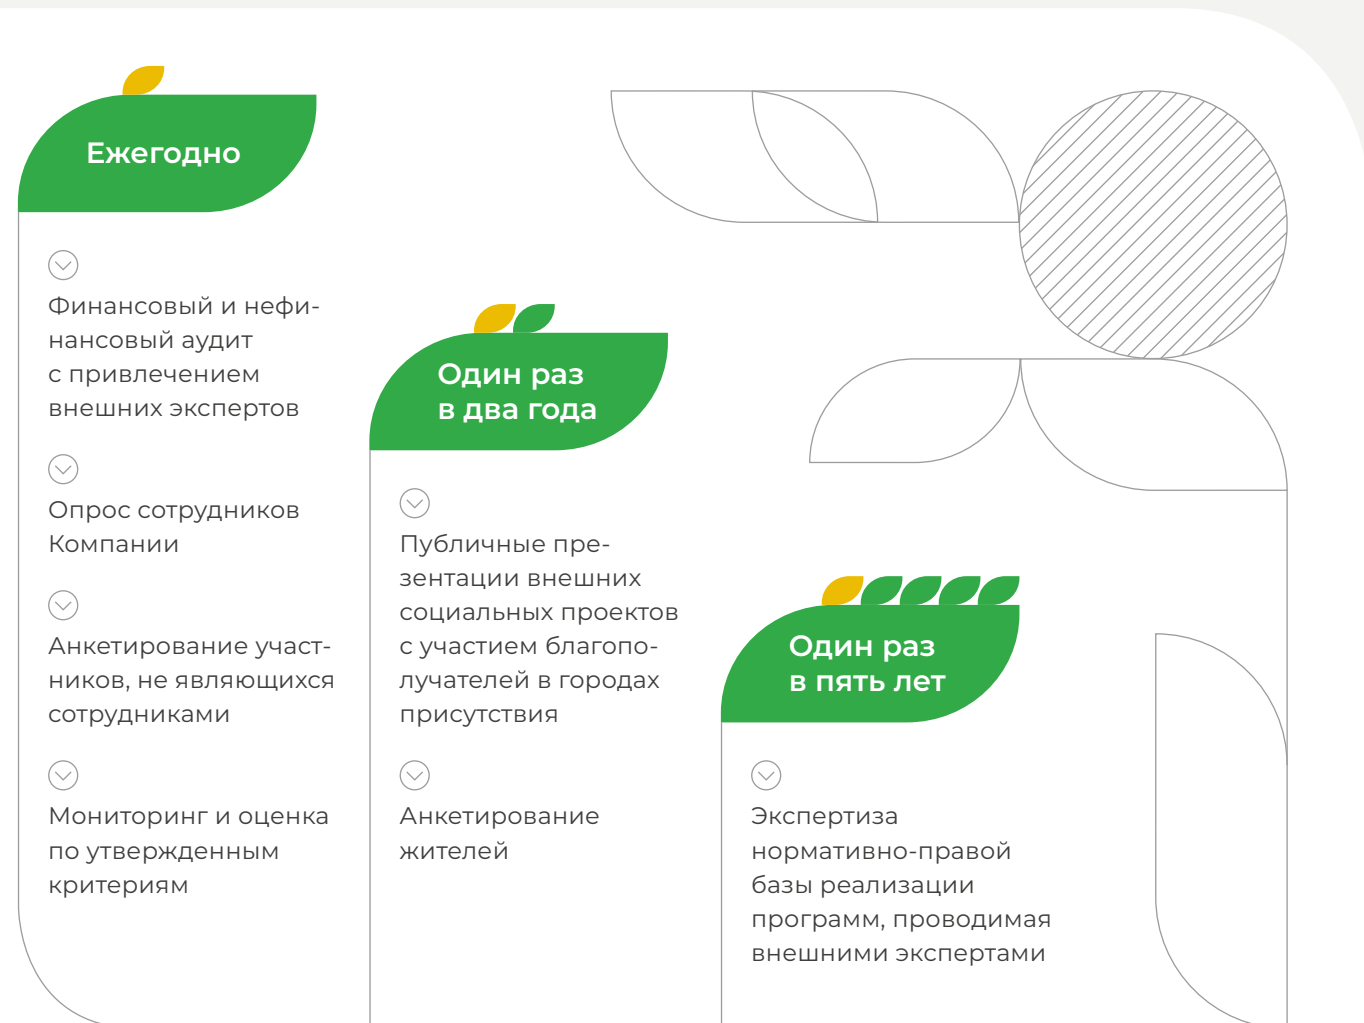 Ежегодно
Финансовый и нефи-
нансовый аудит
с привлечением
внешних экспертов
Опрос сотрудников
Компании
Анкетирование участ-
ников, не являющихся
сотрудниками
Мониторинг и оценка
по утвержденным
критериям
Один раз
в два года
Публичные пре-
зентации внешних
социальных проектов
с участием благопо-
лучателей в городах
присутствия
Анкетирование
жителей
Один раз
в пять лет
Экспертиза
нормативно-правой
базы реализации
программ, проводимая
внешними экспертами